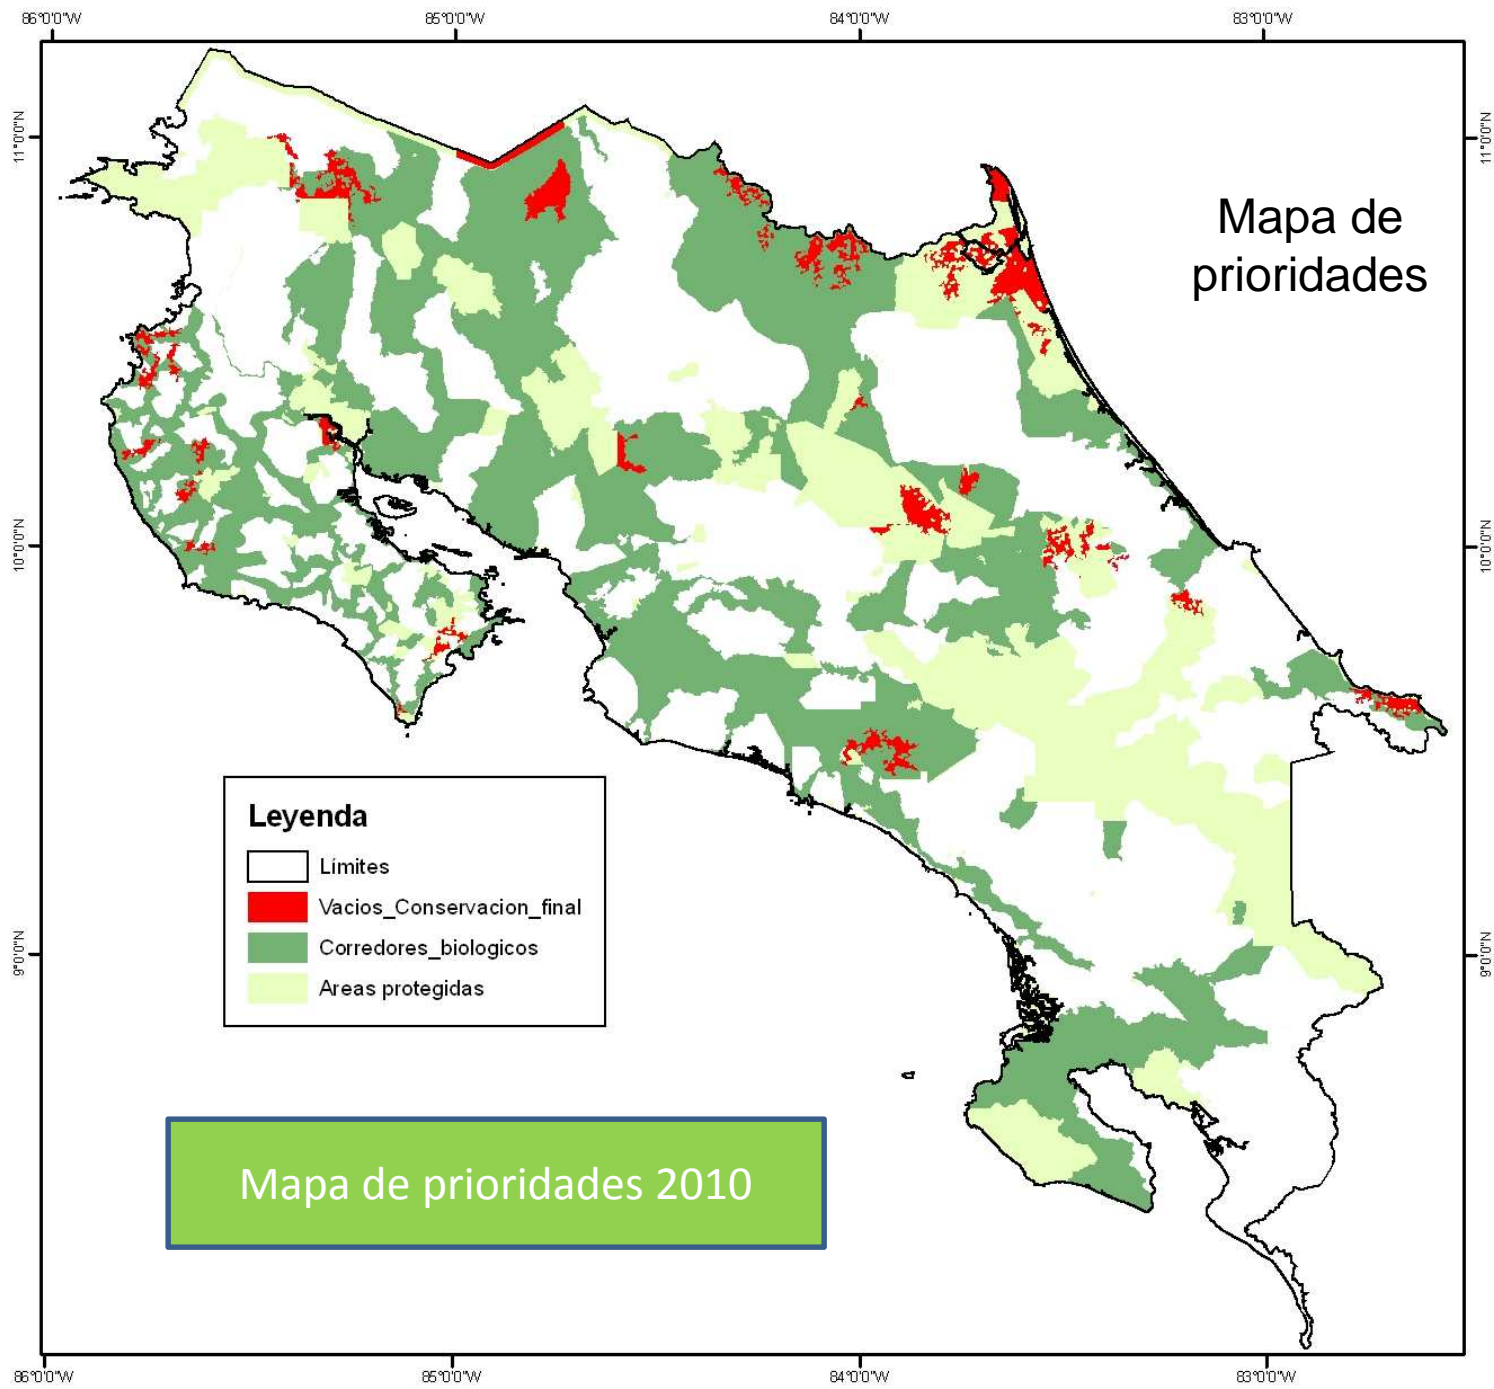 86°0'0"W
85°0'0"W
84°0'0"W
83°0'0"W
11°0'0"N
11°0'0"N
Mapa de
prioridades
10°0'0"N
10°0'0"N
Leyenda
Límites
Vacios_Conservacion_final
Corredores_biologicos
Areas protegidas
9°0'0"N
9°0'0"N
Mapa de prioridades 2010
86°0'0"W
85°0'0"W
84°0'0"W
83°0'0"W